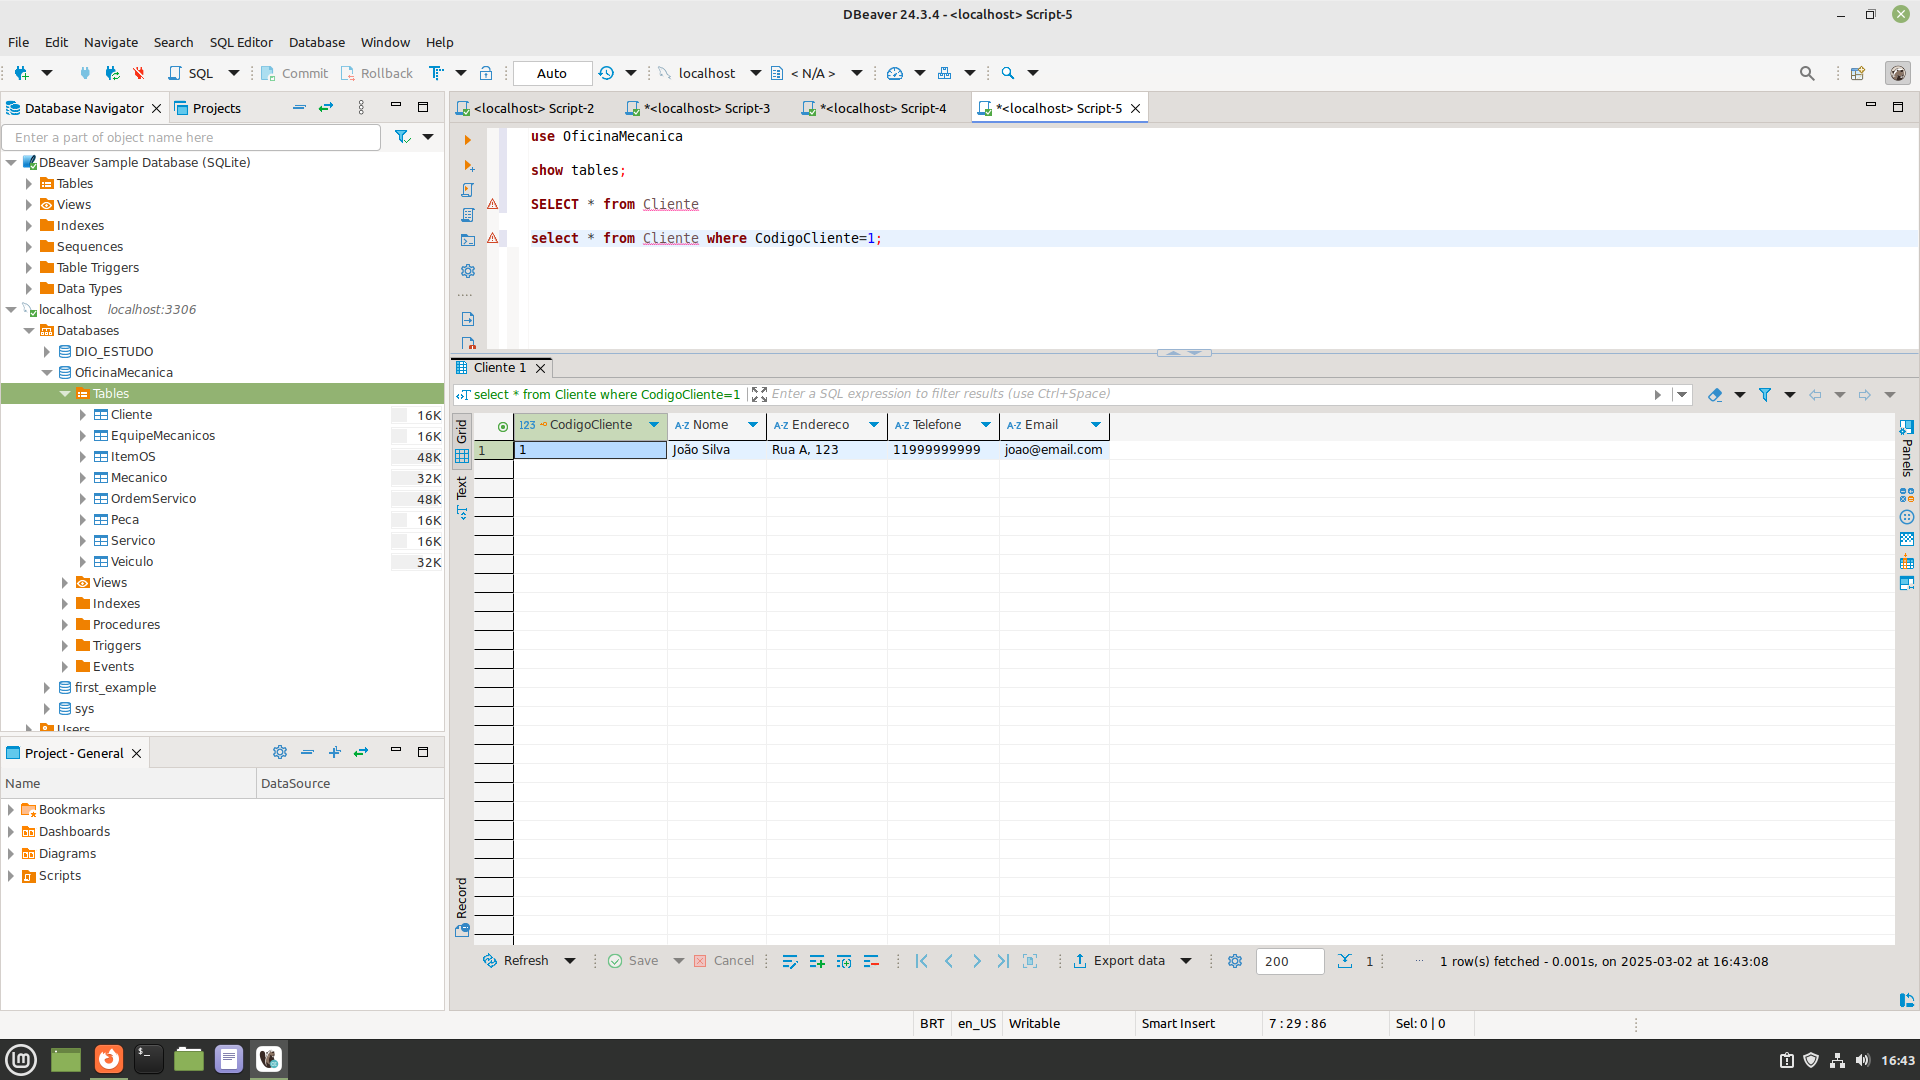 DBeaver 24.3.4 - <localhost> Script-5
File Edit Navigate Search SQL Editor Database Window Help
SQL Commit Rollback Auto localhost < N/A >
Database Navigator Projects
<localhost> Script-2 *<localhost> Script-3 *<localhost> Script-4 *<localhost> Script-5
Enter a part of object name here
DBeaver Sample Database (SQLite)
Tables
Views
Indexes
Sequences
Table Triggers
Data Types
localhost localhost:3306
Databases
DIO_ESTUDO
OficinaMecanica
Tables
Cliente 16K
EquipeMecanicos 16K
ItemOS 48K
Mecanico 32K
OrdemServico 48K
Peca 16K
Servico 16K
Veiculo 32K
Views
Indexes
Procedures
Triggers
Events
first_example
sys
Users
use OficinaMecanica
show tables;
SELECT * from Cliente
select * from Cliente where CodigoCliente=1;
Cliente 1
select * from Cliente where CodigoCliente=1 Enter a SQL expression to filter results (use Ctrl+Space)
Grid
Text
Record
Panels
123 CodigoCliente A-Z Nome A-Z Endereco A-Z Telefone A-Z Email
1 1 João Silva Rua A, 123 11999999999 joao@email.com
Refresh Save Cancel Export data 200 1 1 row(s) fetched - 0.001s, on 2025-03-02 at 16:43:08
Project - General
Name DataSource
Bookmarks
Dashboards
Diagrams
Scripts
BRT en_US Writable Smart Insert 7 : 29 : 86 Sel: 0 | 0
16:43